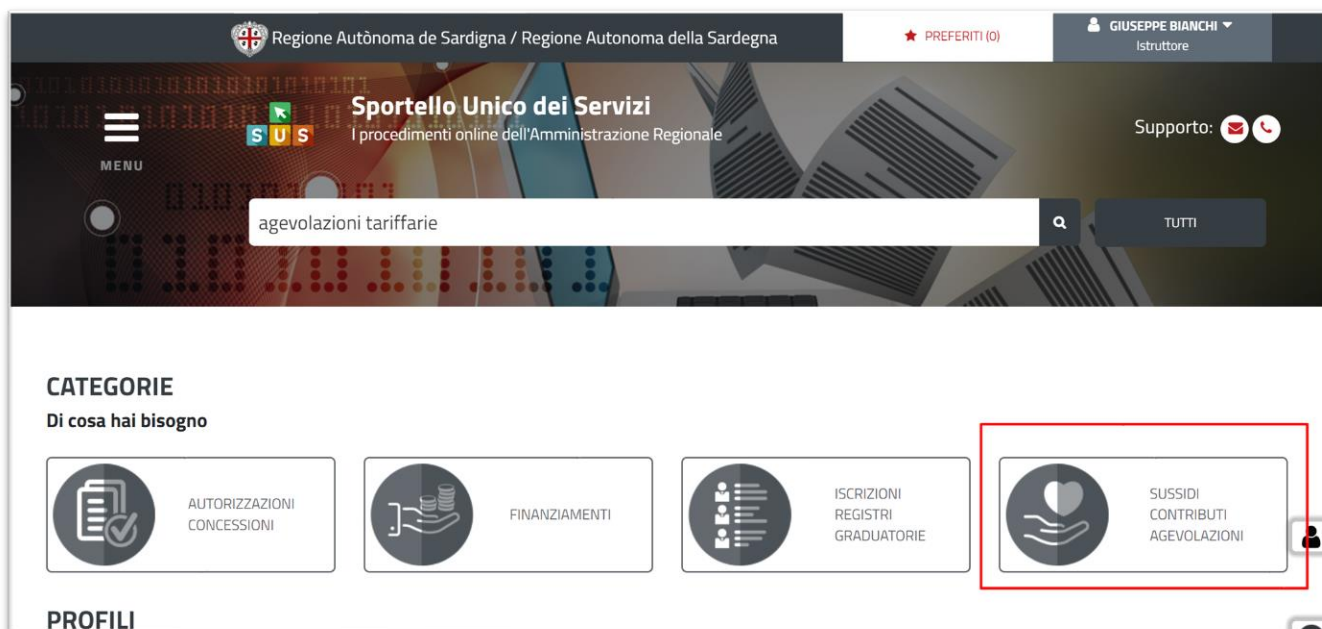 Regione Autònoma de Sardigna / Regione Autonoma della Sardegna
PREFERITI (0)
GIUSEPPE BIANCHI
Istruttore
SUS
Sportello Unico dei Servizi
I procedimenti online dell'Amministrazione Regionale
Supporto:
MENU
agevolazioni tariffarie
TUTTI
CATEGORIE
Di cosa hai bisogno
AUTORIZZAZIONI
CONCESSIONI
FINANZIAMENTI
ISCRIZIONI
REGISTRI
GRADUATORIE
SUSSIDI
CONTRIBUTI
AGEVOLAZIONI
PROFILI